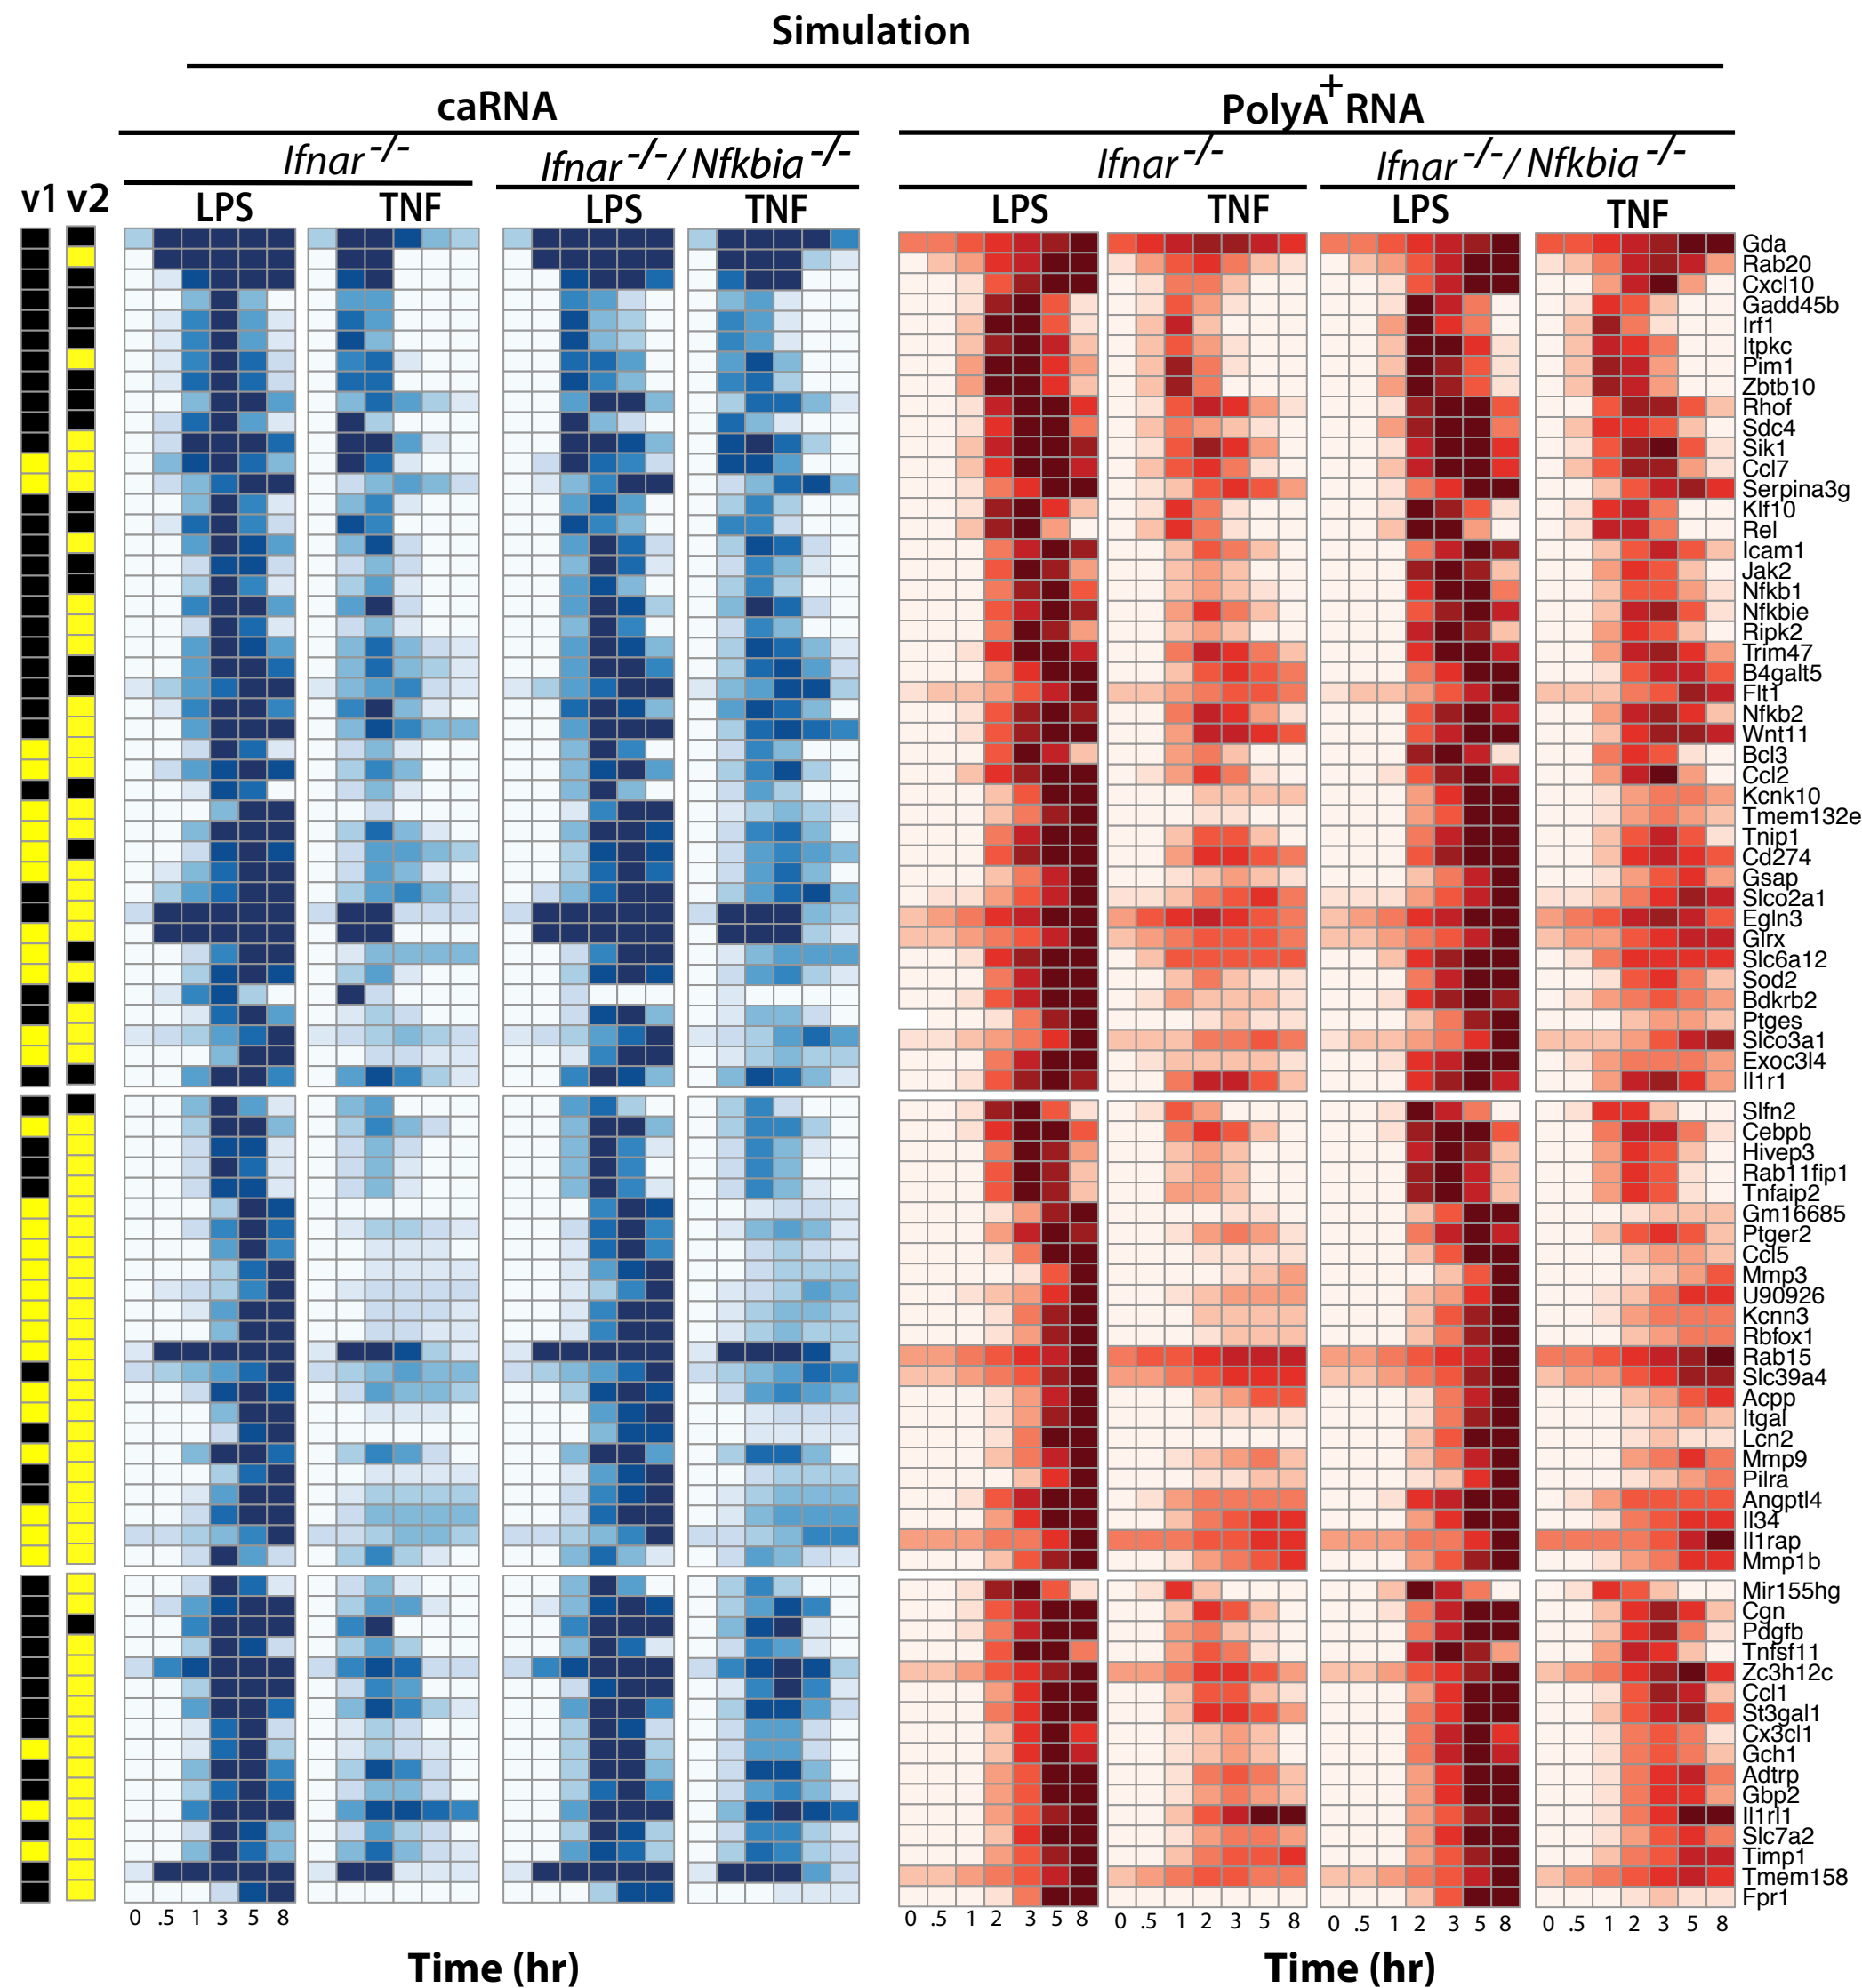 Simulation
caRNA
PolyA+ RNA
Ifnar-/-
Ifnar-/-/Nfkbia-/-
Ifnar-/-
Ifnar-/-/Nfkbia-/-
v1 v2 LPS TNF LPS TNF LPS TNF LPS TNF
Gda
Rab20
Cxcl10
Gadd45b
Irf1
Itpkc
Pim1
Zbtb10
Rhof
Sdc4
Sik1
Ccl7
Serpina3g
Klf10
Rel
Icam1
Jak2
Nfkb1
Nfkbie
Ripk2
Trim47
B4galt5
Flt1
Nfkb2
Wnt11
Bcl3
Ccl2
Kcnk10
Tmem132e
Tnip1
Cd274
Gsap
Slco2a1
Egln3
Glrx
Slc6a12
Sod2
Bdkrb2
Ptges
Slco3a1
Exoc3l4
Il1r1
Slfn2
Cebpb
Hivep3
Rab11fip1
Tnfaip2
Gm16685
Ptger2
Ccl5
Mmp3
U90926
Kcnn3
Rbfox1
Rab15
Slc39a4
Acpp
Itgal
Lcn2
Mmp9
Pilra
Angptl4
Il34
Il1rap
Mmp1b
Mir155hg
Cgn
Pdgfb
Tnfsf11
Zc3h12c
Ccl1
St3gal1
Cx3cl1
Gch1
Adtrp
Gbp2
Il1rl1
Slc7a2
Timp1
Tmem158
Fpr1
0 .5 1 3 5 8 0 .5 1 2 3 5 8 0 .5 1 2 3 5 8 0 .5 1 2 3 5 8 0 .5 1 2 3 5 8
Time (hr) Time (hr)